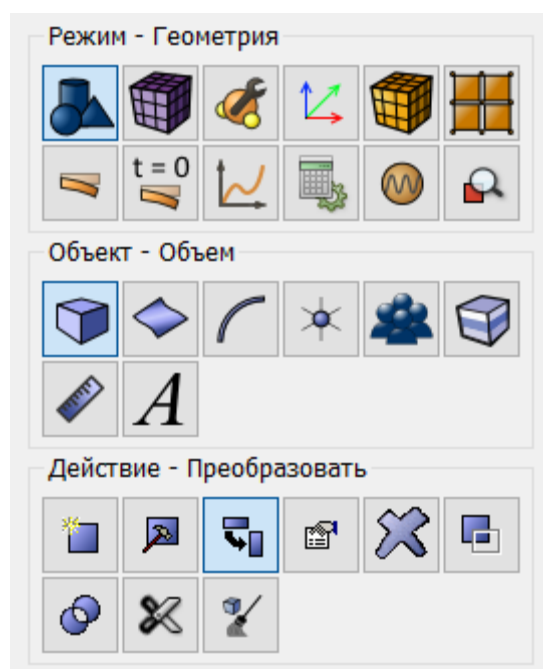 Режим - Геометрия
t = 0
Объект - Объем
A
Действие - Преобразовать